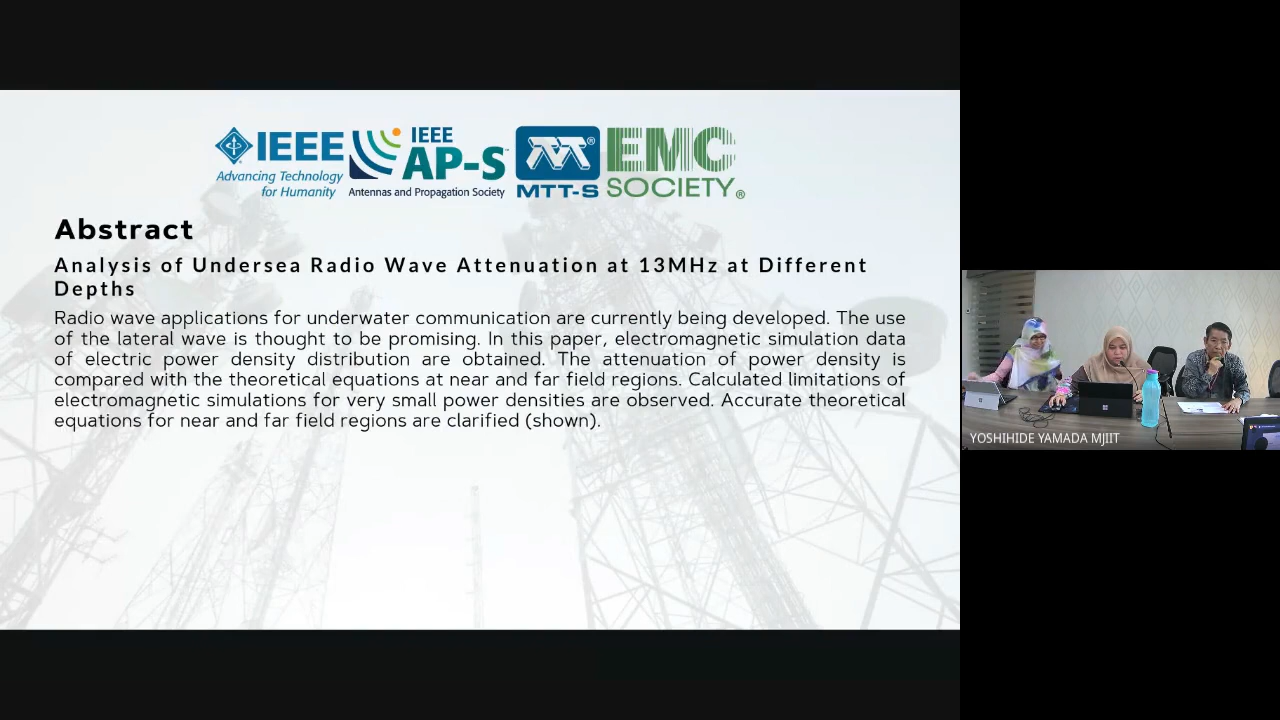 IEEE
Advancing Technology
for Humanity
IEEE
AP-S
Antennas and Propagation Society
MTT-S
EMC
SOCIETY
Abstract
Analysis of Undersea Radio Wave Attenuation at 13MHz at Different
Depths
Radio wave applications for underwater communication are currently being developed. The use
of the lateral wave is thought to be promising. In this paper, electromagnetic simulation data
of electric power density distribution are obtained. The attenuation of power density is
compared with the theoretical equations at near and far field regions. Calculated limitations of
electromagnetic simulations for very small power densities are observed. Accurate theoretical
equations for near and far field regions are clarified (shown).
YOSHIHIDE YAMADA MJIIT